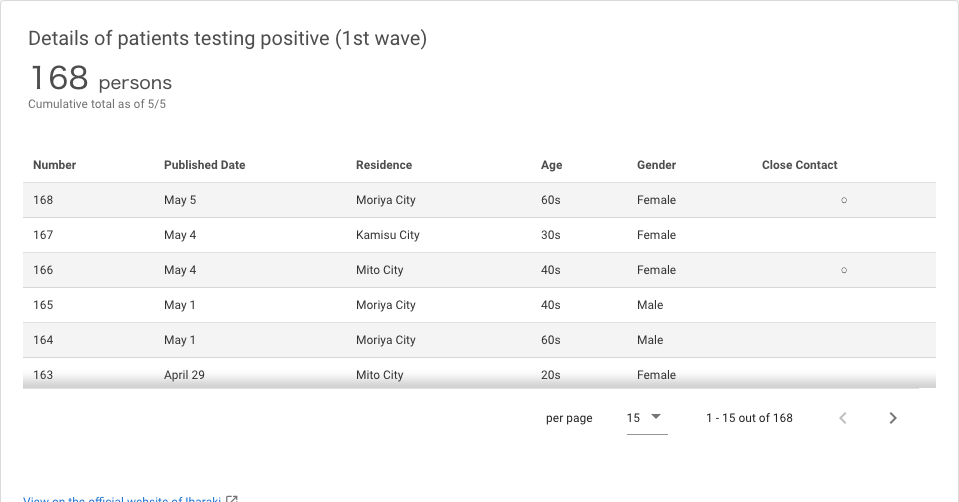 Details of patients testing positive (1st wave)
168 persons
Cumulative total as of 5/5
Number Published Date Residence Age Gender Close Contact
168 May 5 Moriya City 60s Female ○
167 May 4 Kamisu City 30s Female
166 May 4 Mito City 40s Female ○
165 May 1 Moriya City 40s Male
164 May 1 Moriya City 60s Male
163 April 29 Mito City 20s Female
per page 15 1 - 15 out of 168
View on the official website of Ibaraki